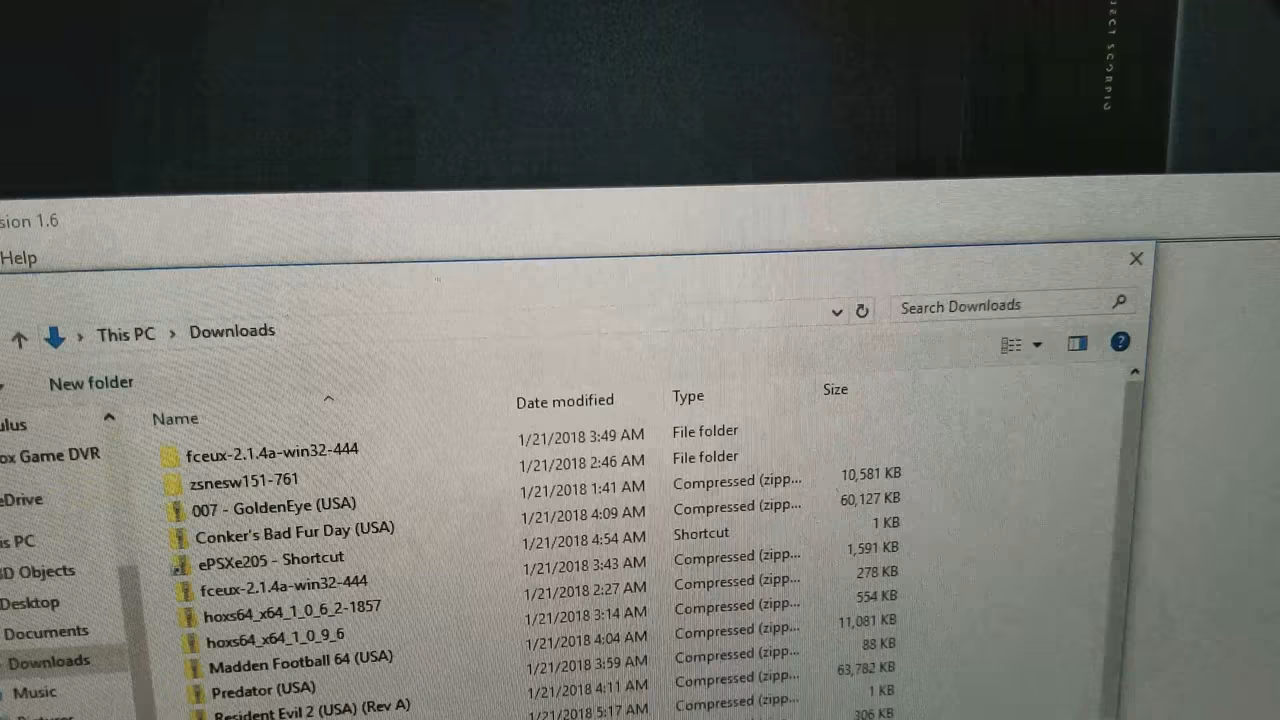 ECT SCORPIO
sion 1.6
Help
This PC > Downloads
Search Downloads
New folder
Name Date modified Type Size
fceux-2.1.4a-win32-444 1/21/2018 3:49 AM File folder
zsnesw151-761 1/21/2018 2:46 AM File folder
007 - GoldenEye (USA) 1/21/2018 1:41 AM Compressed (zipp... 10,581 KB
Conker's Bad Fur Day (USA) 1/21/2018 4:09 AM Compressed (zipp... 60,127 KB
ePSXe205 - Shortcut 1/21/2018 4:54 AM Shortcut 1 KB
fceux-2.1.4a-win32-444 1/21/2018 3:43 AM Compressed (zipp... 1,591 KB
hoxs64_x64_1_0_6_2-1857 1/21/2018 2:27 AM Compressed (zipp... 278 KB
hoxs64_x64_1_0_9_6 1/21/2018 3:14 AM Compressed (zipp... 554 KB
Madden Football 64 (USA) 1/21/2018 4:04 AM Compressed (zipp... 11,081 KB
Predator (USA) 1/21/2018 3:59 AM Compressed (zipp... 88 KB
Resident Evil 2 (USA) (Rev A) 1/21/2018 4:11 AM Compressed (zipp... 63,782 KB
1/21/2018 5:17 AM Compressed (zipp... 1 KB
306 KB
ulus
ox Game DVR
eDrive
is PC
3D Objects
Desktop
Documents
Downloads
Music